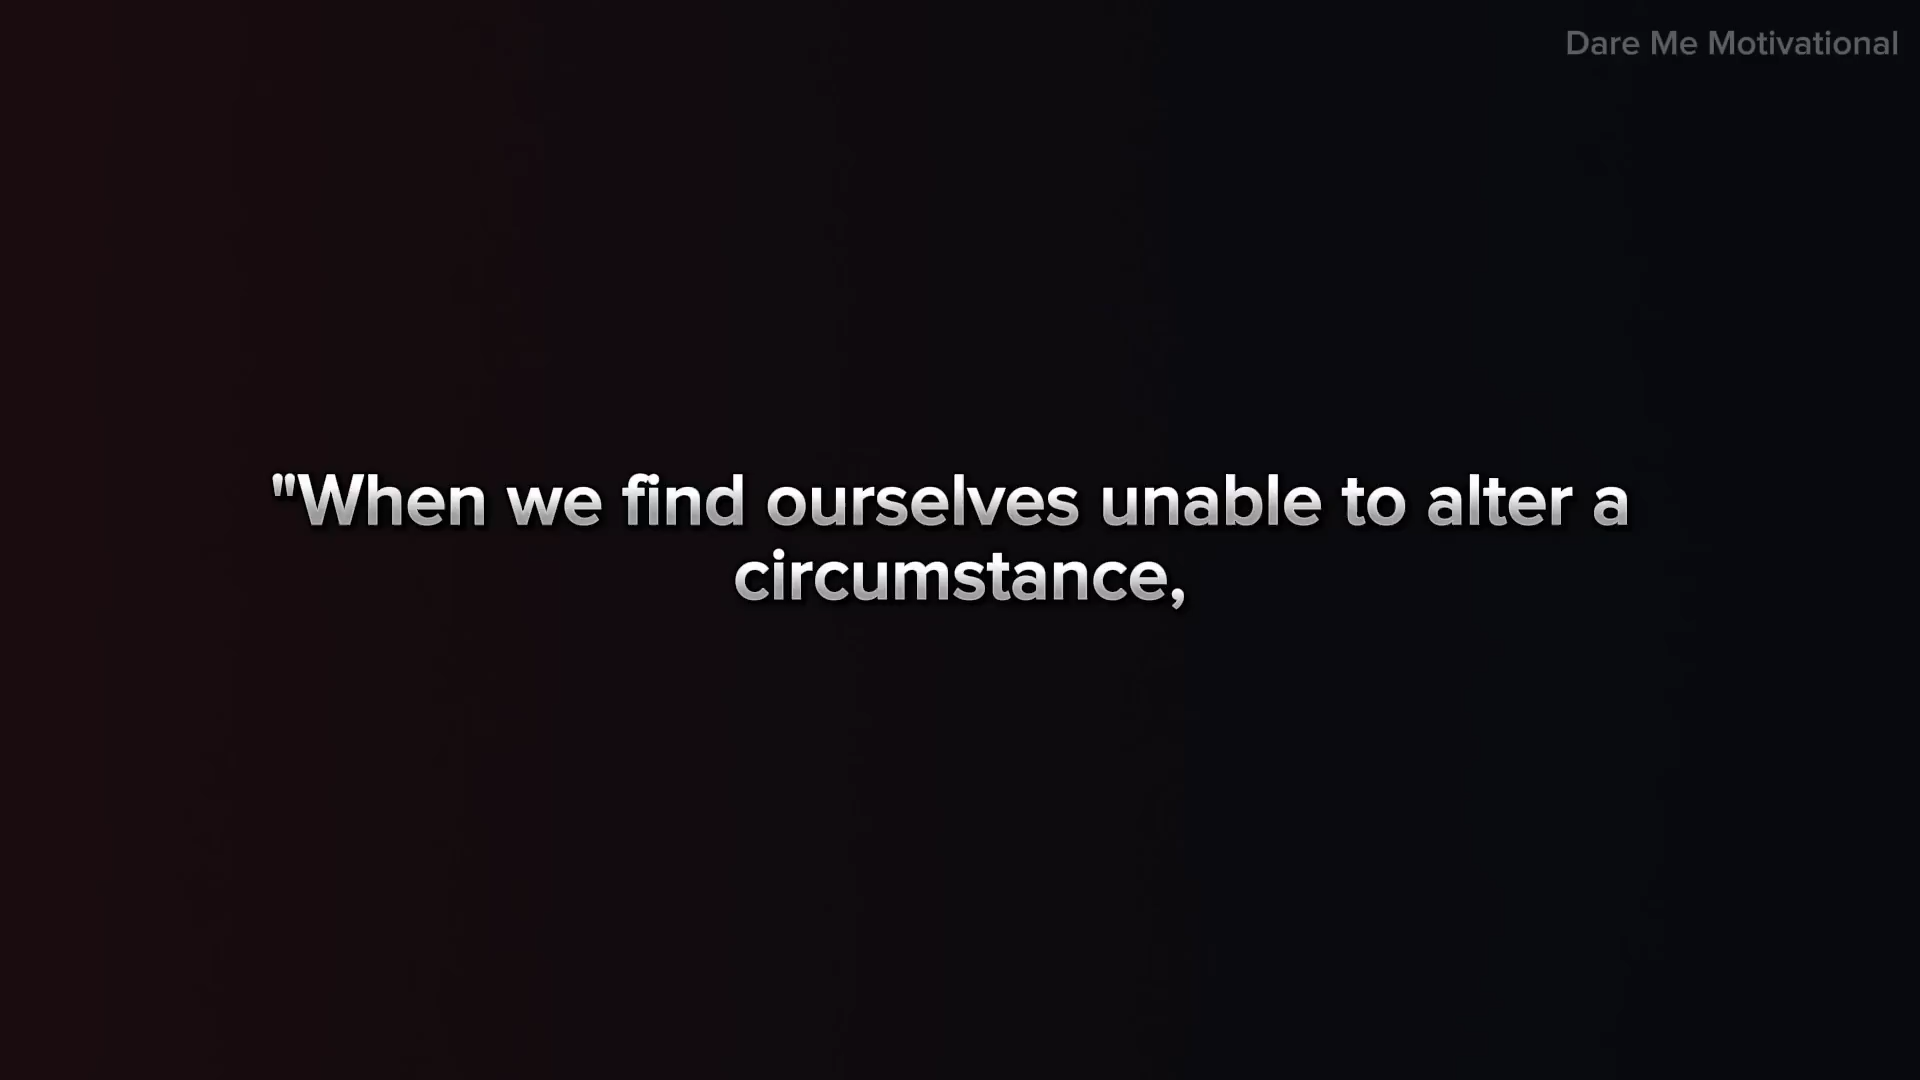 Dare Me Motivational
"When we find ourselves unable to alter a
circumstance,